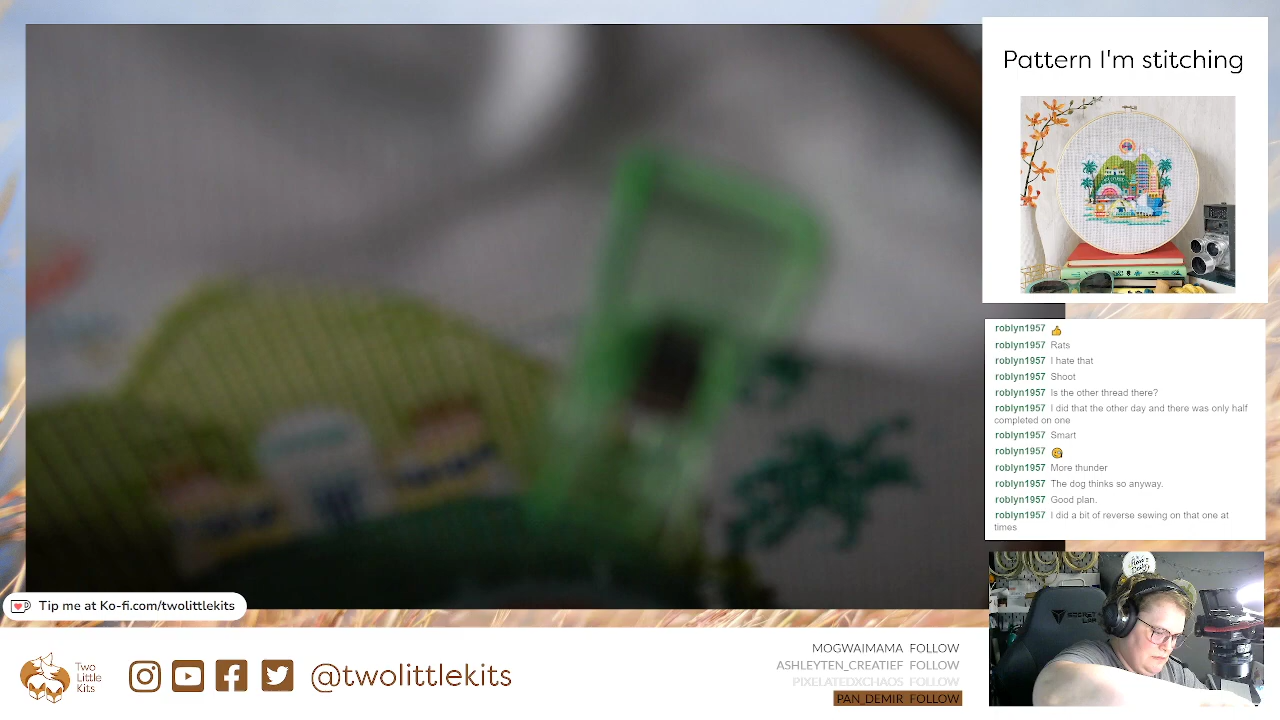 Pattern I'm stitching
roblyn1957 👍
roblyn1957 Rats
roblyn1957 I hate that
roblyn1957 Shoot
roblyn1957 Is the other thread there?
roblyn1957 I did that the other day and there was only half
completed on one
roblyn1957 Smart
roblyn1957
roblyn1957 More thunder
roblyn1957 The dog thinks so anyway.
roblyn1957 Good plan.
roblyn1957 I did a bit of reverse sewing on that one at
times
Tip me at Ko-fi.com/twolittlekits
Two
Little
Kits
@twolittlekits
MOGWAIMAMA FOLLOW
ASHLEYTEN_CREATIEF FOLLOW
PIXELATEDXCHAOS FOLLOW
PAN_DEMIR FOLLOW